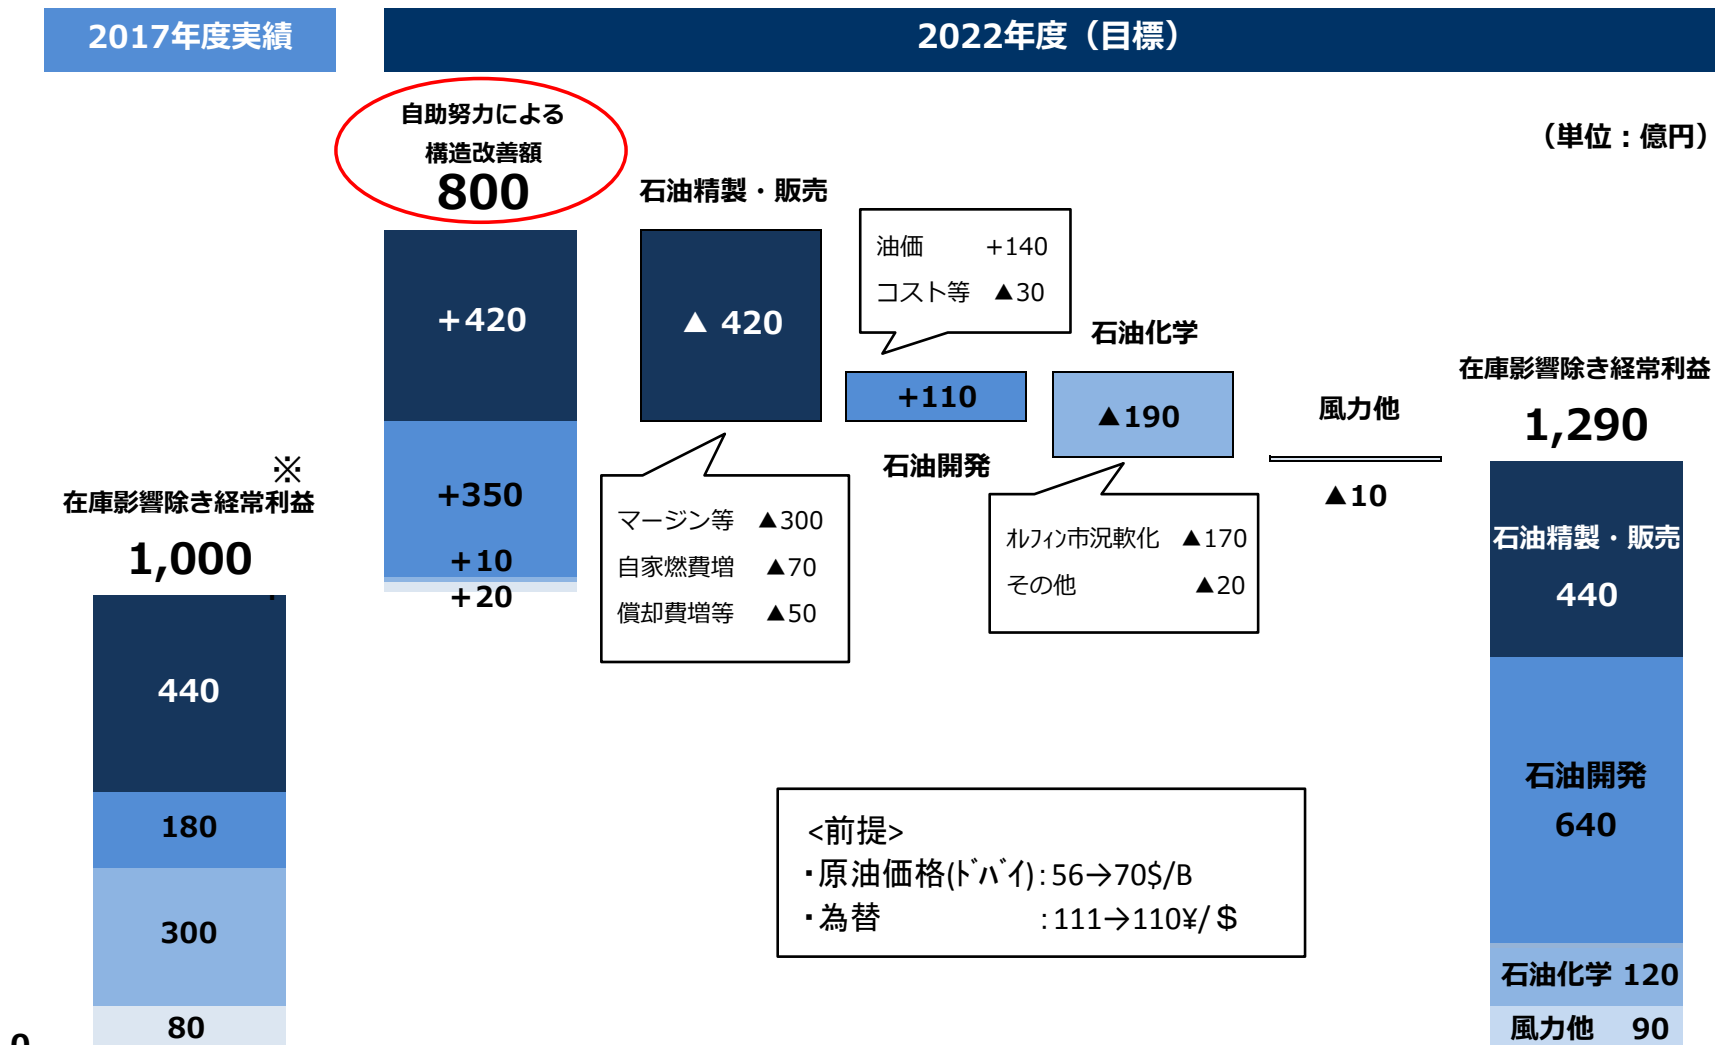 2017年度実績
2022年度（目標）
（単位：億円）
自助努力による
構造改善額
800
石油精製・販売
油価 +140
コスト等 ▲30
石油化学
+420
▲ 420
+110
▲190
石油開発
風力他
▲10
在庫影響除き経常利益
1,290
※
在庫影響除き経常利益
1,000
+350
+10
+20
マージン等 ▲300
自家燃費増 ▲70
償却費増等 ▲50
ｵﾚﾌｨﾝ市況軟化 ▲170
その他 ▲20
440
180
300
80
0
<前提>
・原油価格(ﾄﾞﾊﾞｲ)：56→70$/B
・為替 ：111→110¥/＄
石油精製・販売
440
石油開発
640
石油化学 120
風力他 90